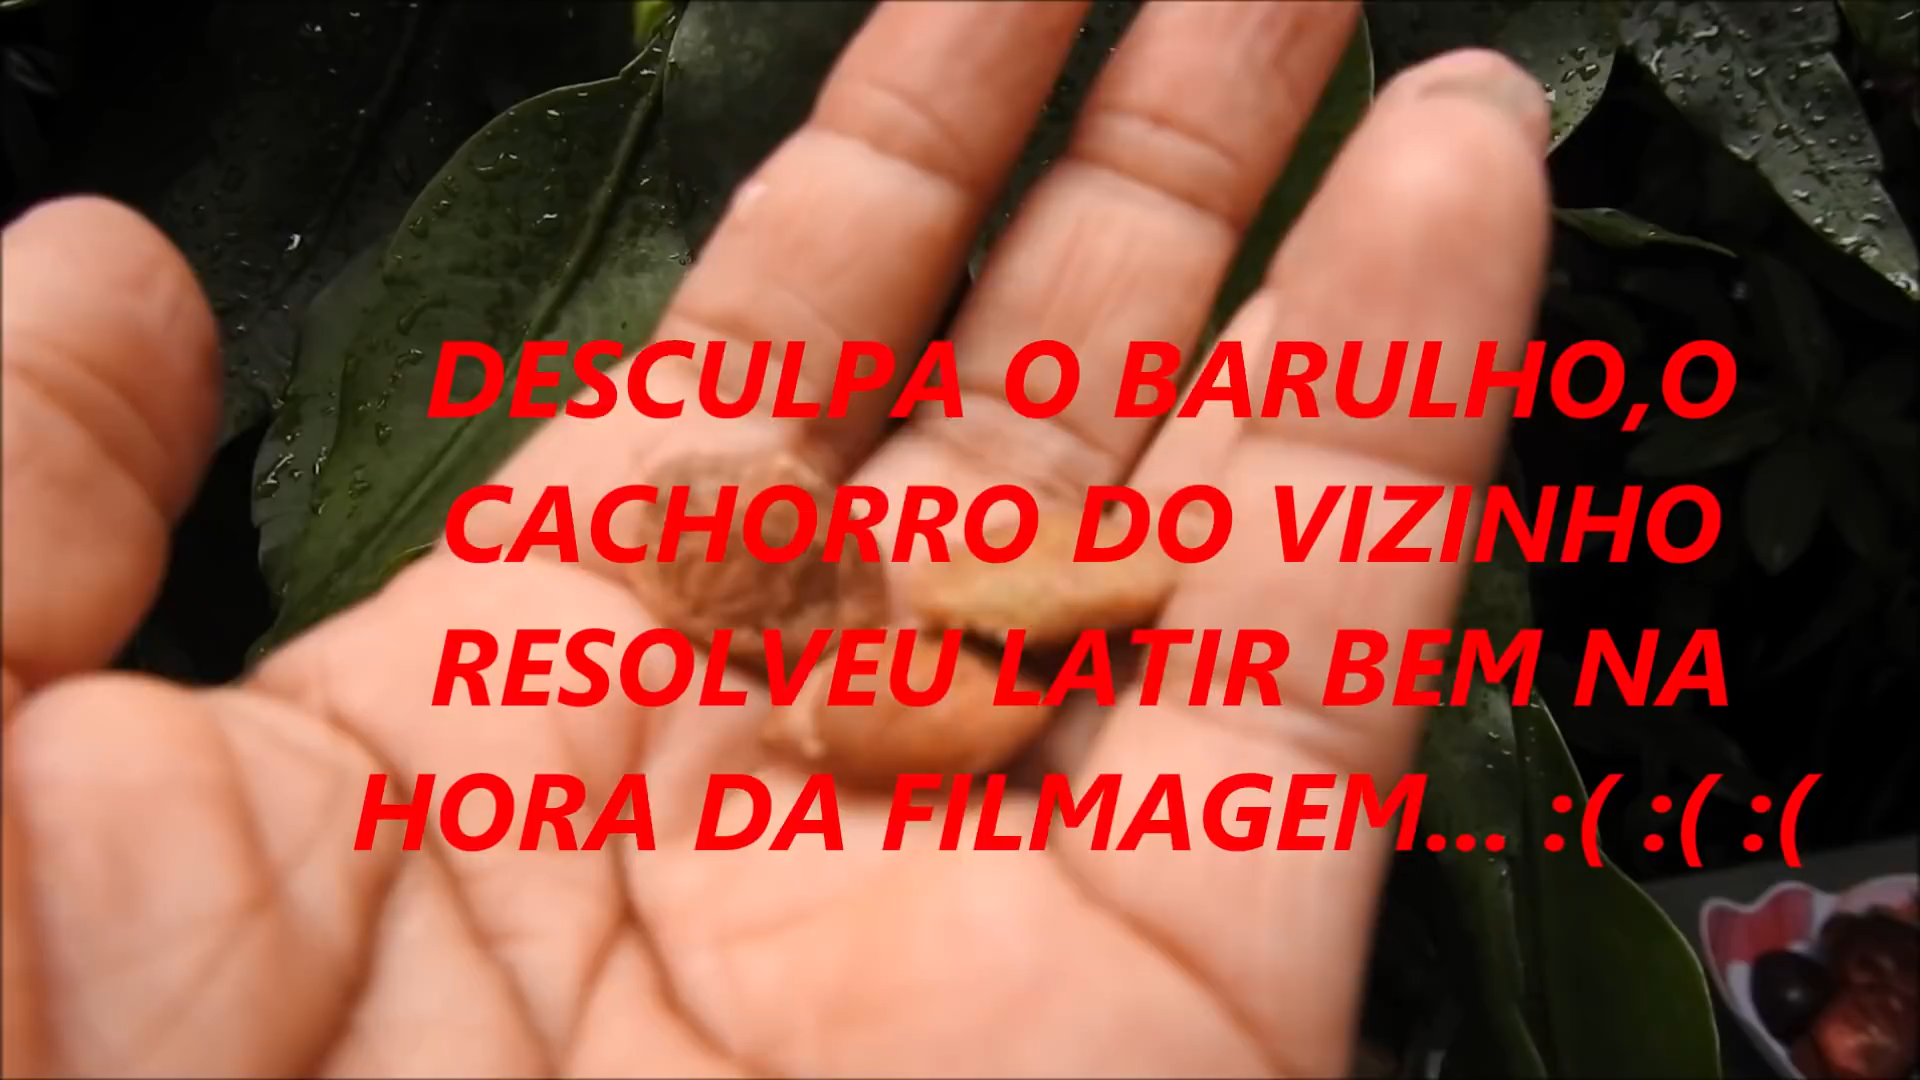 DESCULPA O BARULHO,O
CACHORRO DO VIZINHO
RESOLVEU LATIR BEM NA
HORA DA FILMAGEM... :( :( :(